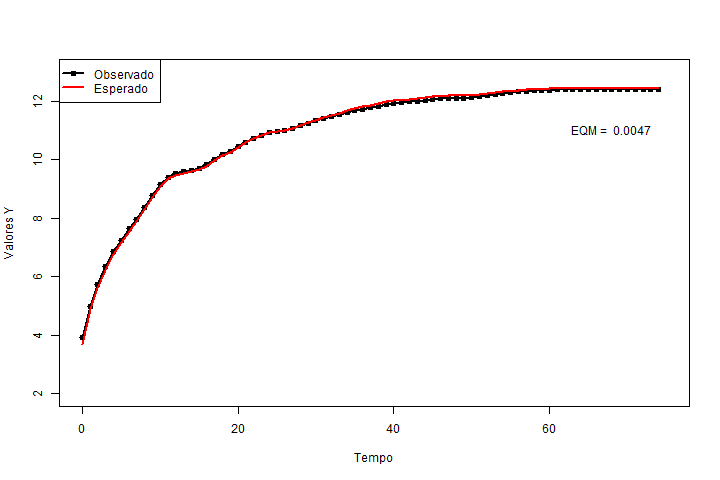 Observado
Esperado
EQM = 0.0047
Valores Y
12
10
8
6
4
2
0
20
40
60
Tempo